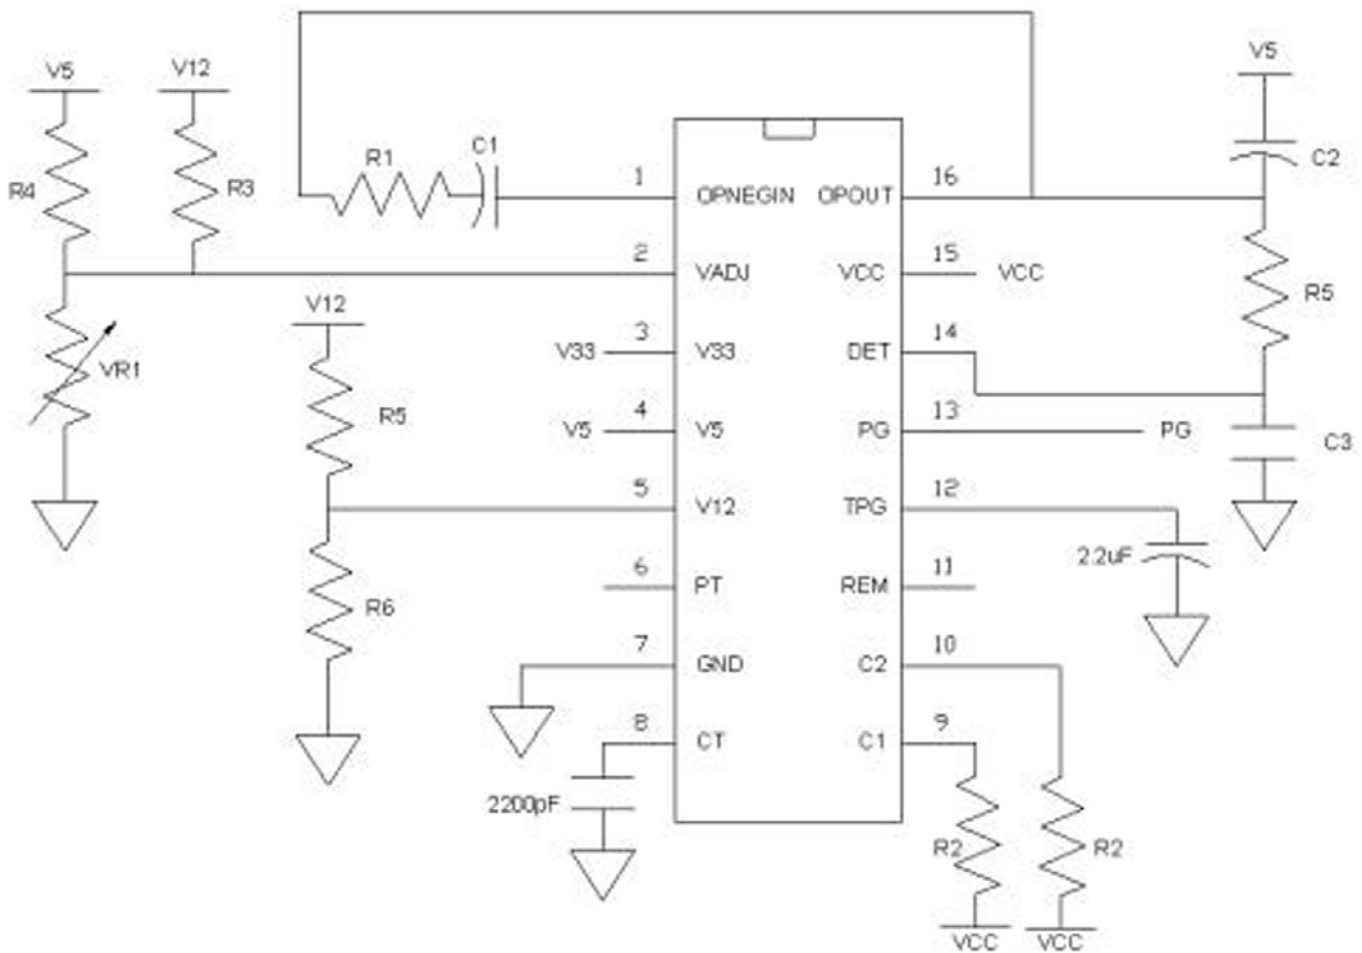 V5
V12
V5
R4
R3
R1
C1
C2
1
OPNEGIN
OPOUT
16
2
VADJ
VCC
15
VCC
R5
V12
VR1
V33
3
V33
DET
14
R5
V5
4
V5
PG
13
PG
C3
5
V12
TPG
12
2.2uF
6
PT
REM
11
R6
7
GND
C2
10
8
CT
C1
9
2200pF
R2
R2
VCC
VCC